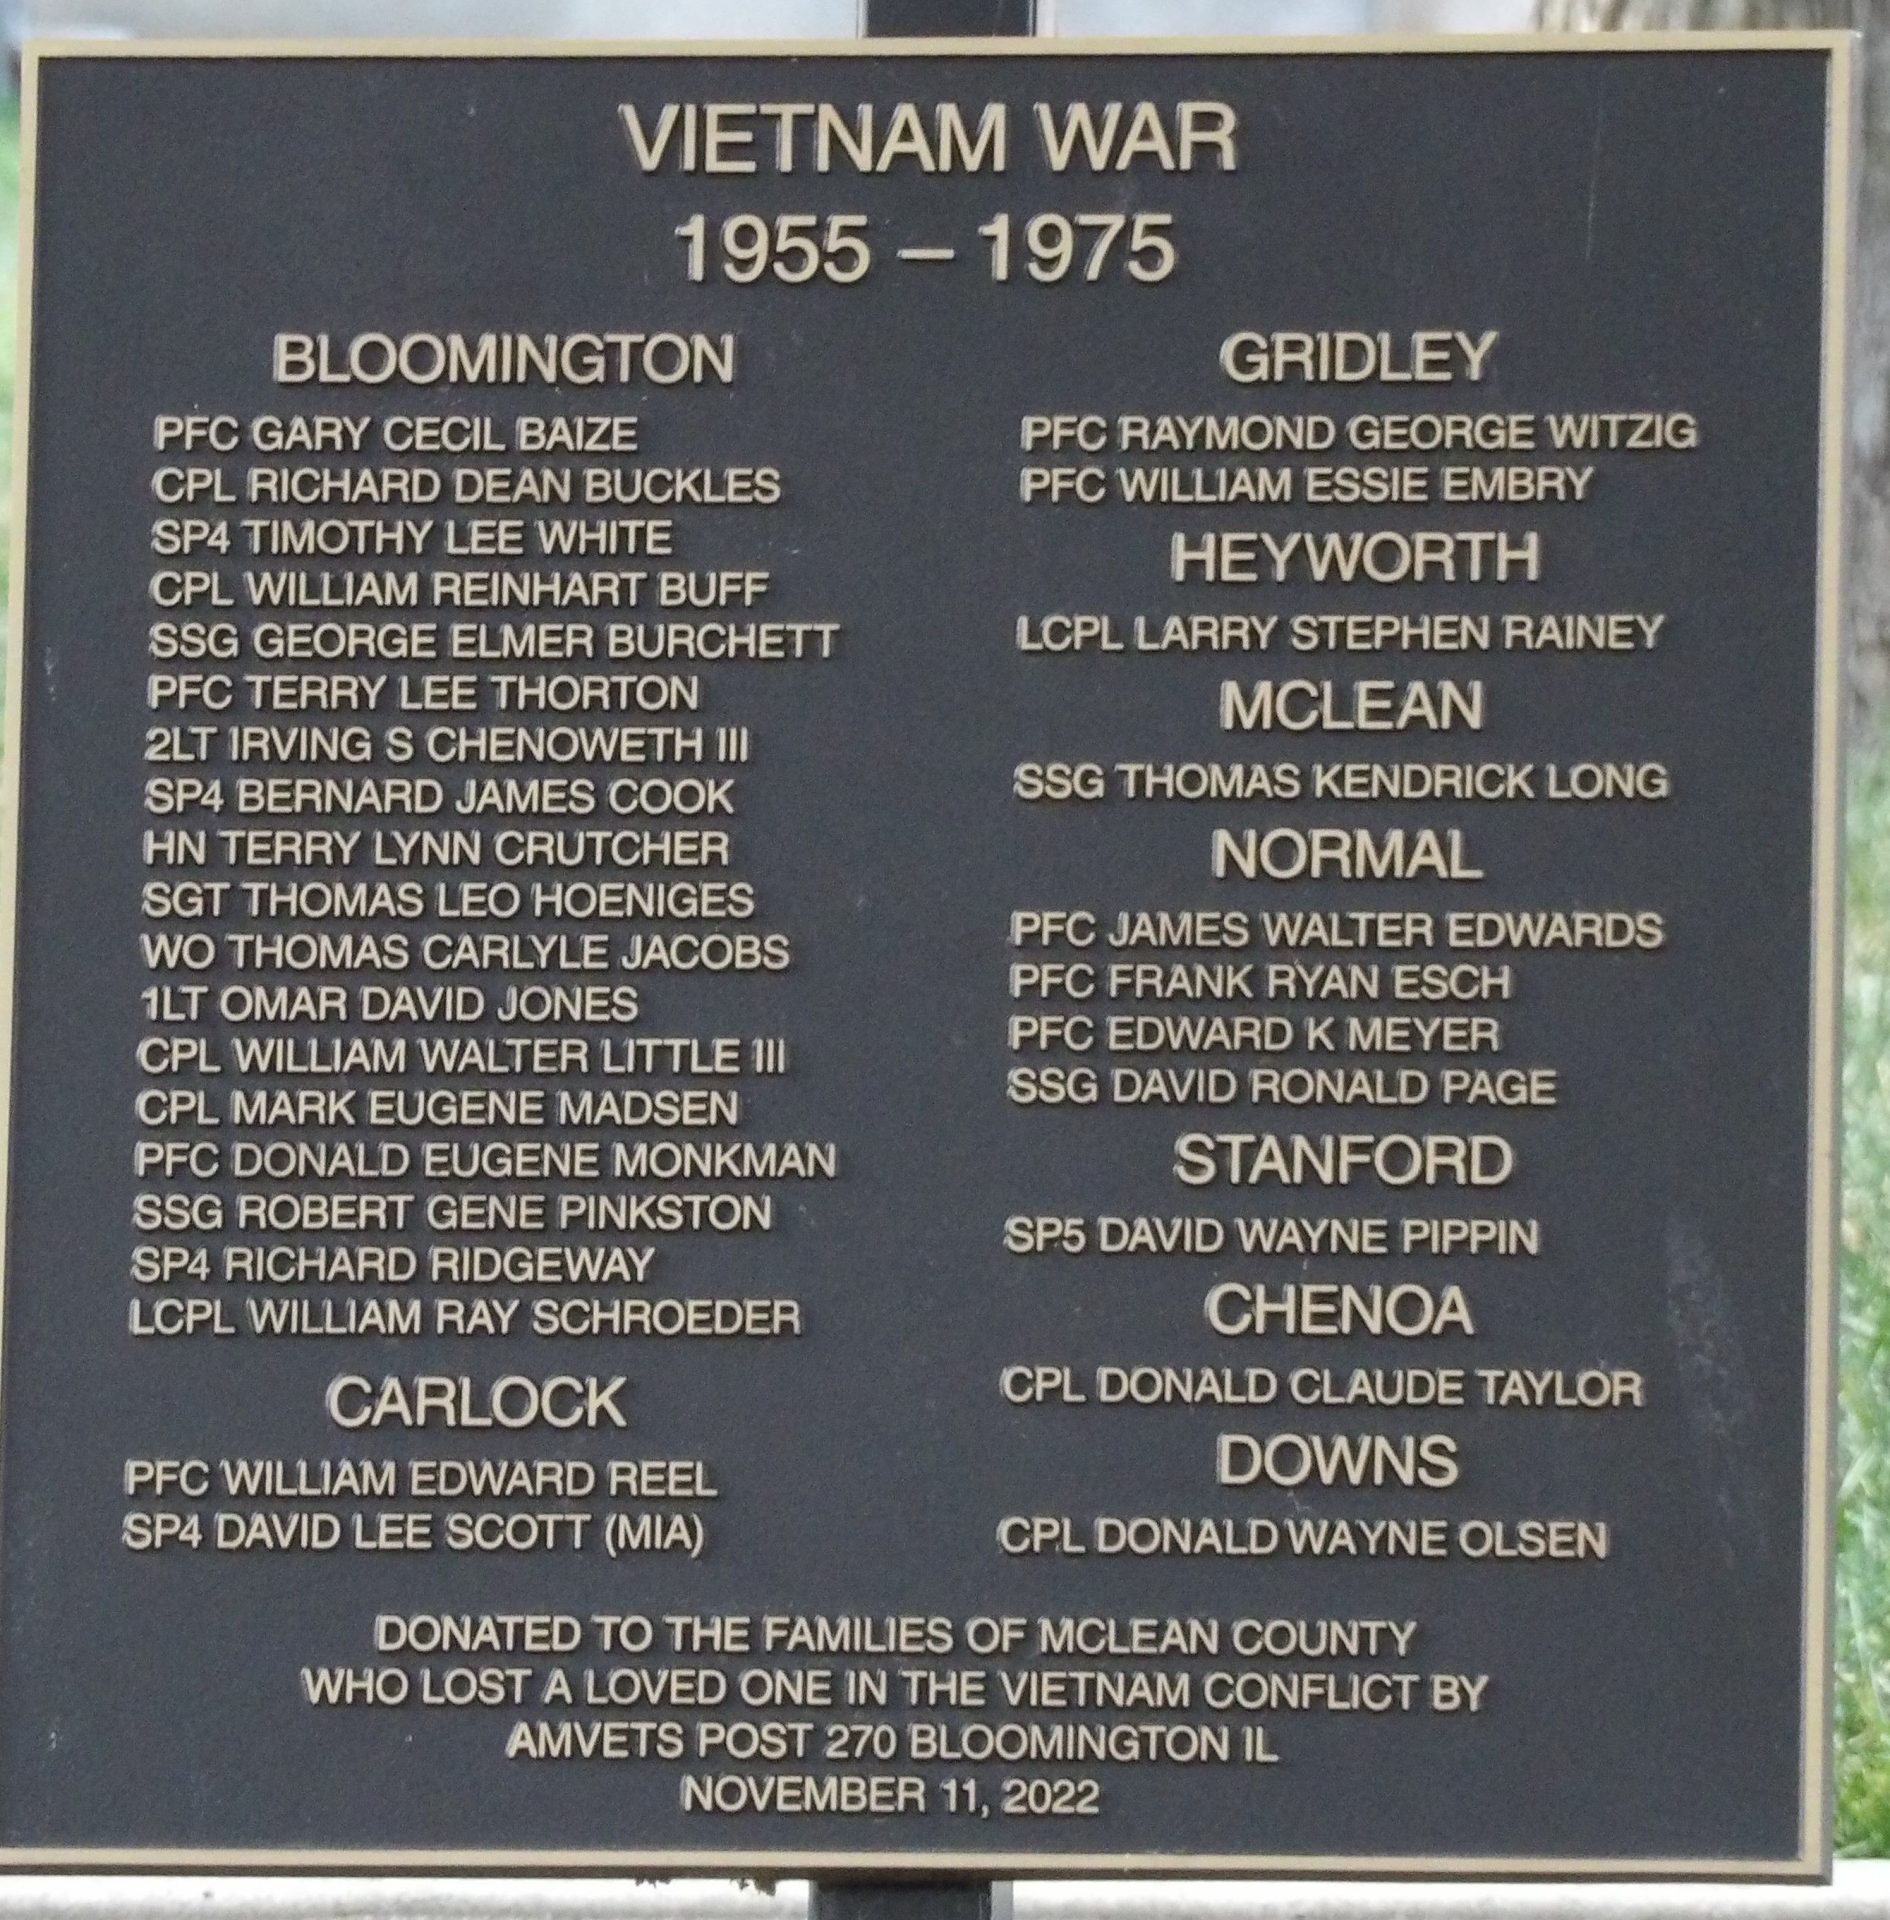 VIETNAM WAR
1955 – 1975
BLOOMINGTON
PFC GARY CECIL BAIZE
CPL RICHARD DEAN BUCKLES
SP4 TIMOTHY LEE WHITE
CPL WILLIAM REINHART BUFF
SSG GEORGE ELMER BURCHETT
PFC TERRY LEE THORTON
2LT IRVING S CHENOWETH III
SP4 BERNARD JAMES COOK
HN TERRY LYNN CRUTCHER
SGT THOMAS LEO HOENIGES
WO THOMAS CARLYLE JACOBS
1LT OMAR DAVID JONES
CPL WILLIAM WALTER LITTLE III
CPL MARK EUGENE MADSEN
PFC DONALD EUGENE MONKMAN
SSG ROBERT GENE PINKSTON
SP4 RICHARD RIDGEWAY
LCPL WILLIAM RAY SCHROEDER
CARLOCK
PFC WILLIAM EDWARD REEL
SP4 DAVID LEE SCOTT (MIA)
GRIDLEY
PFC RAYMOND GEORGE WITZIG
PFC WILLIAM ESSIE EMBRY
HEYWORTH
LCPL LARRY STEPHEN RAINEY
MCLEAN
SSG THOMAS KENDRICK LONG
NORMAL
PFC JAMES WALTER EDWARDS
PFC FRANK RYAN ESCH
PFC EDWARD K MEYER
SSG DAVID RONALD PAGE
STANFORD
SP5 DAVID WAYNE PIPPIN
CHENOA
CPL DONALD CLAUDE TAYLOR
DOWNS
CPL DONALD WAYNE OLSEN
DONATED TO THE FAMILIES OF MCLEAN COUNTY
WHO LOST A LOVED ONE IN THE VIETNAM CONFLICT BY
AMVETS POST 270 BLOOMINGTON IL
NOVEMBER 11, 2022